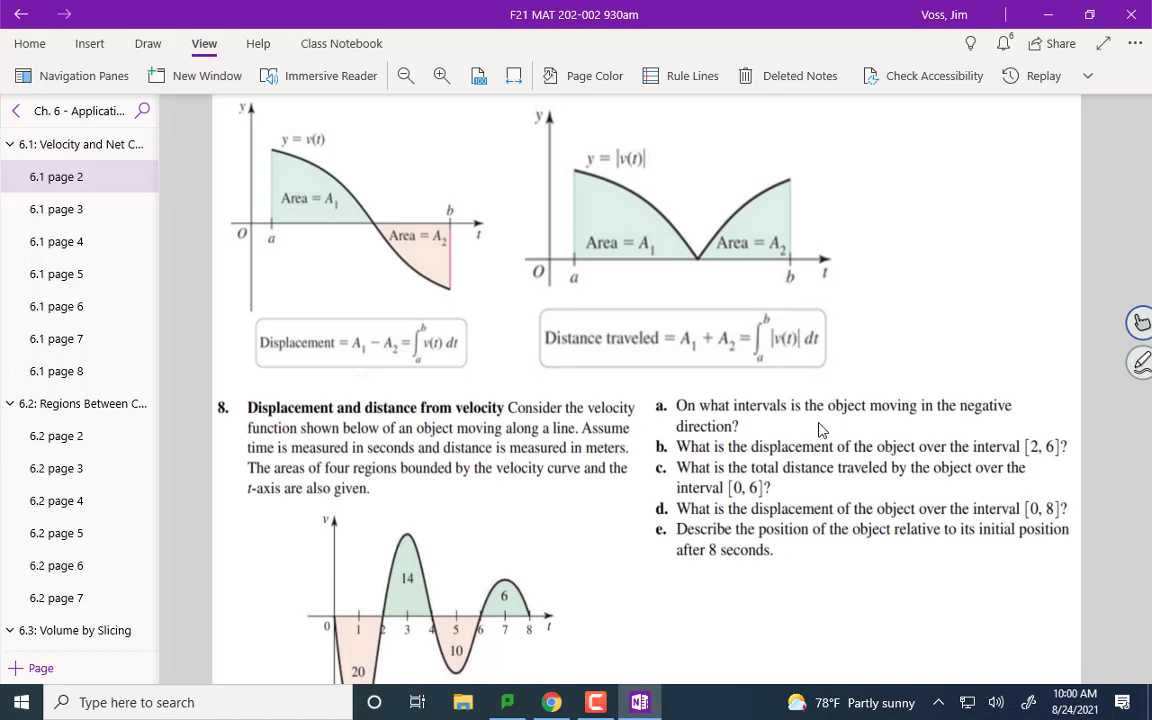 F21 MAT 202-002 930am
Voss, Jim
Home Insert Draw View Help Class Notebook
6
Share
Navigation Panes New Window Immersive Reader Page Color Rule Lines Deleted Notes Check Accessibility Replay
Ch. 6 - Applicati...
6.1: Velocity and Net C...
6.1 page 2
6.1 page 3
6.1 page 4
6.1 page 5
6.1 page 6
6.1 page 7
6.1 page 8
6.2: Regions Between C...
6.2 page 2
6.2 page 3
6.2 page 4
6.2 page 5
6.2 page 6
6.2 page 7
6.3: Volume by Slicing
Page
y
y = v(t)
Area = A₁
b
O a
Area = A₂
t
Displacement = A₁ − A₂ = ∫ₐᵇ v(t) dt
y
y = |v(t)|
Area = A₁ Area = A₂
O a b t
Distance traveled = A₁ + A₂ = ∫ₐᵇ |v(t)| dt
8. Displacement and distance from velocity Consider the velocity
function shown below of an object moving along a line. Assume
time is measured in seconds and distance is measured in meters.
The areas of four regions bounded by the velocity curve and the
t-axis are also given.
v
14
6
0 1 2 3 4 5 6 7 8 t
10
20
a. On what intervals is the object moving in the negative
direction?
b. What is the displacement of the object over the interval [2, 6]?
c. What is the total distance traveled by the object over the
interval [0, 6]?
d. What is the displacement of the object over the interval [0, 8]?
e. Describe the position of the object relative to its initial position
after 8 seconds.
Type here to search
78°F Partly sunny
10:00 AM
8/24/2021